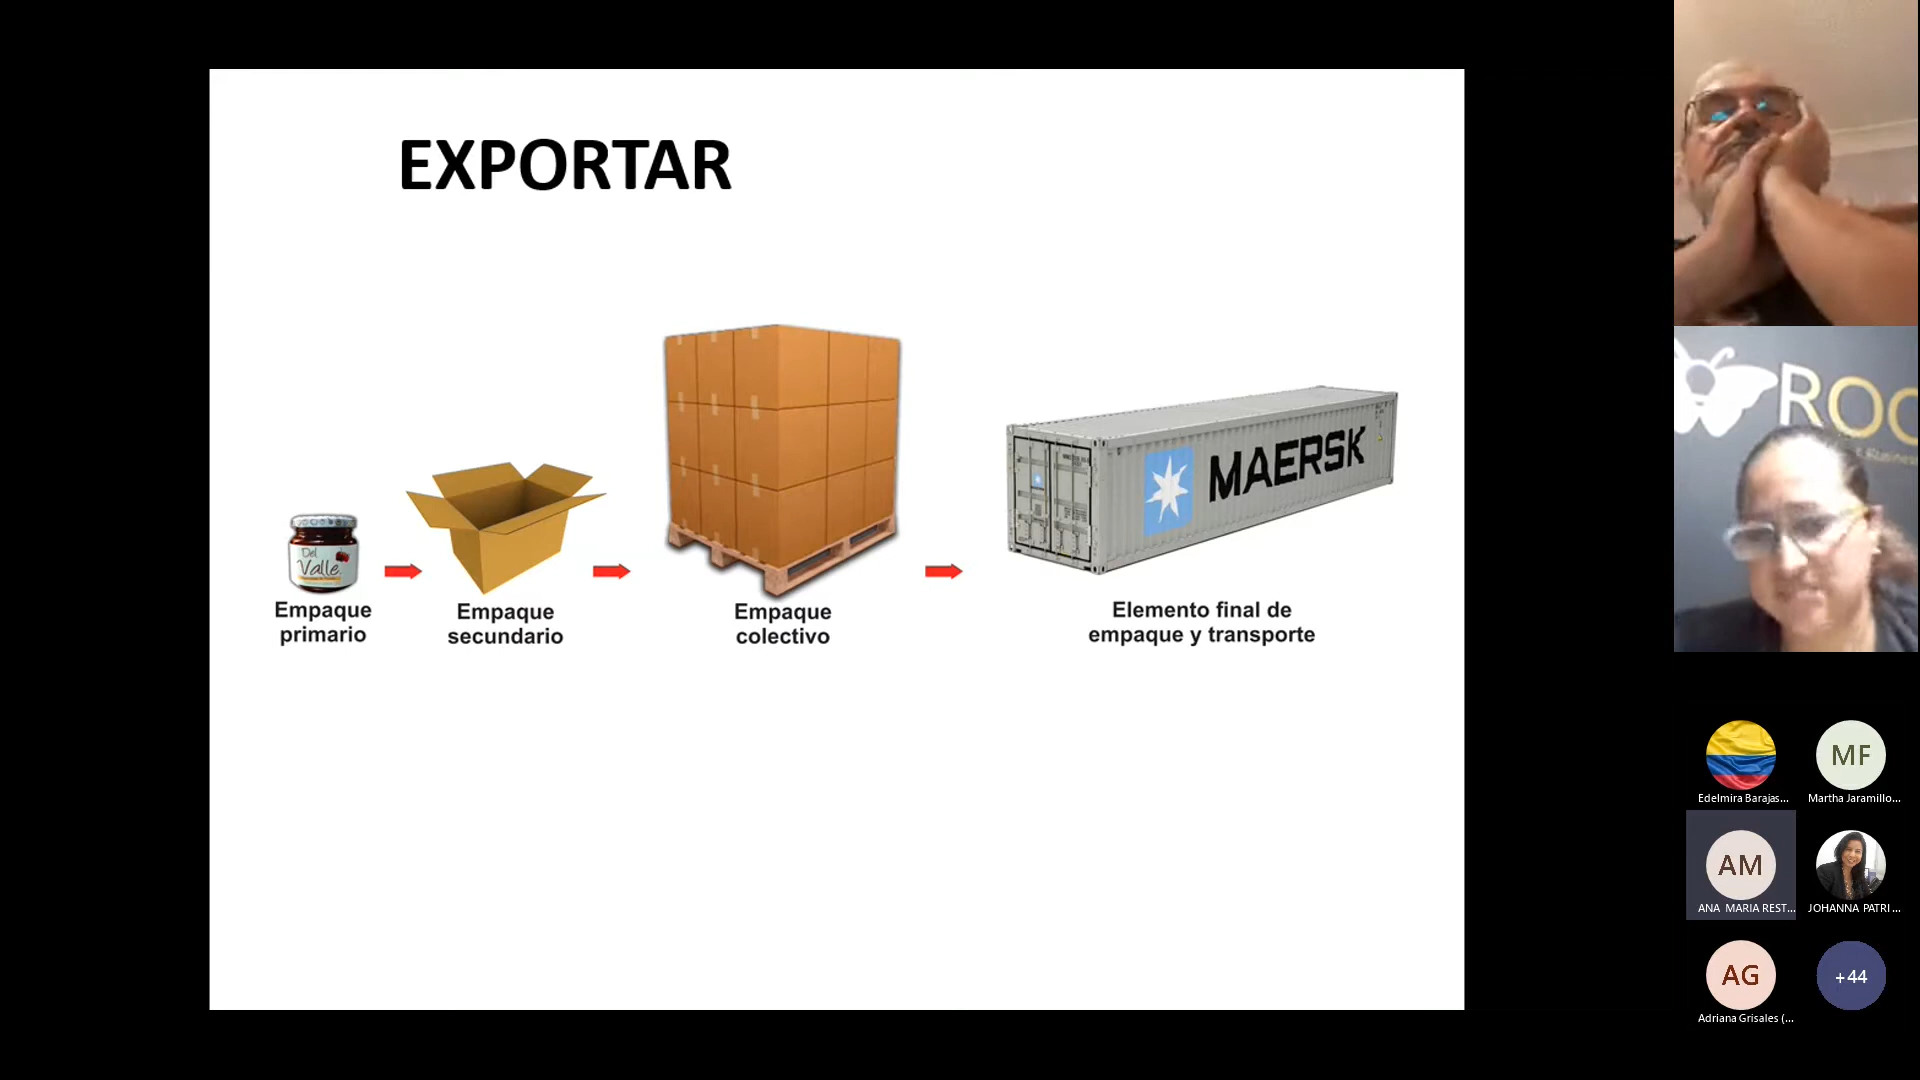 EXPORTAR
Del
Valle
MAERSK
Empaque
primario
Empaque
secundario
Empaque
colectivo
Elemento final de
empaque y transporte
ROC
MF
Edelmira Barajas...
Martha Jaramillo...
AM
ANA MARIA REST...
JOHANNA PATRI...
AG
+44
Adriana Grisales (...